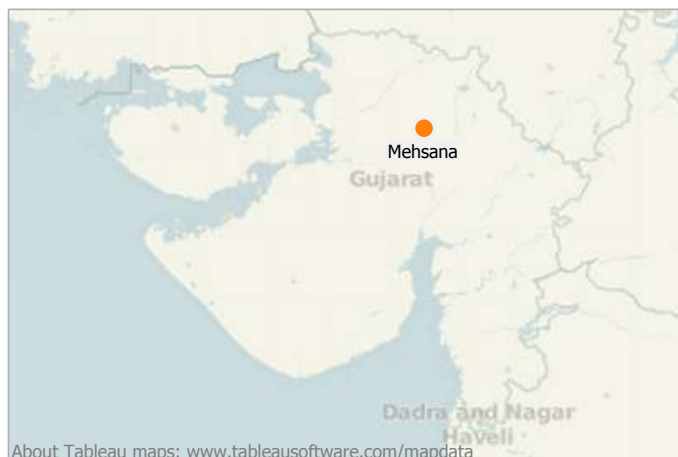 Mehsana
Gujarat
Dadra and Nagar
Haveli
About Tableau maps: www.tableausoftware.com/mapdata